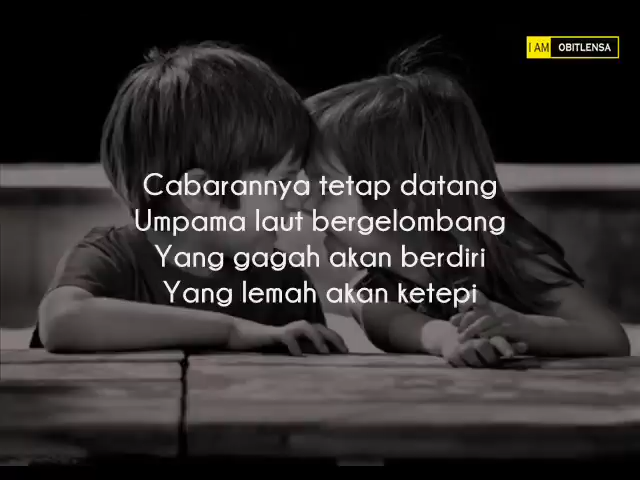 I AM OBITLENSA
Cabarannya tetap datang
Umpama laut bergelombang
Yang gagah akan berdiri
Yang lemah akan ketepi